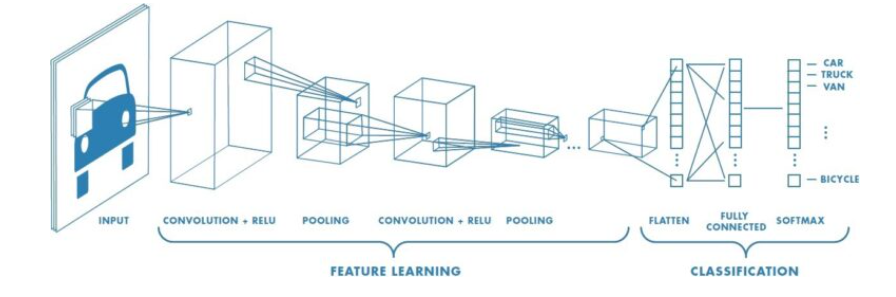 CAR
TRUCK
VAN
BICYCLE
INPUT
CONVOLUTION + RELU
POOLING
CONVOLUTION + RELU
POOLING
FLATTEN
FULLY
CONNECTED
SOFTMAX
FEATURE LEARNING
CLASSIFICATION